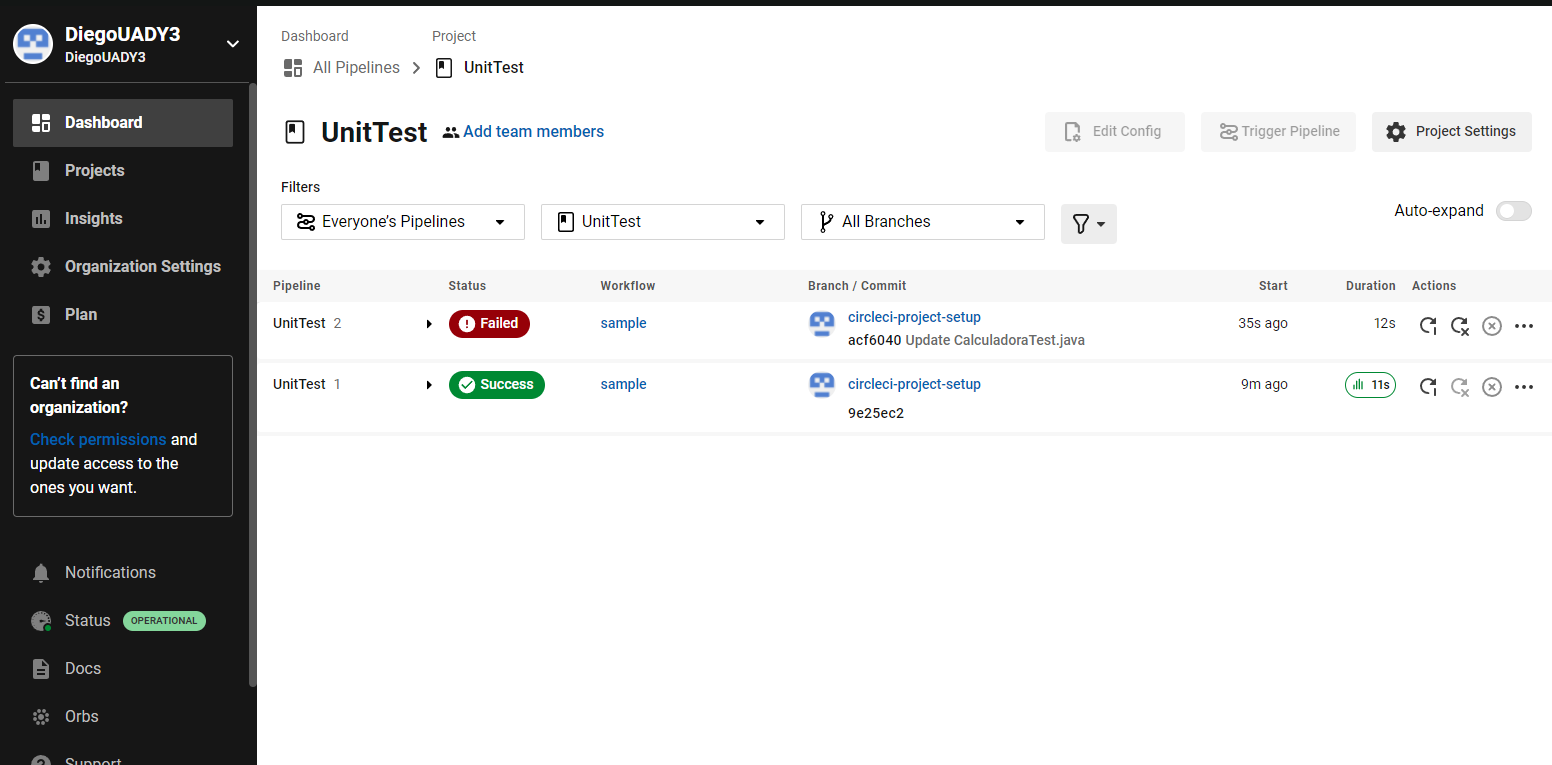 DiegoUADY3
DiegoUADY3
Dashboard
Projects
Insights
Organization Settings
Plan
Can't find an
organization?
Check permissions and
update access to the
ones you want.
Notifications
Status OPERATIONAL
Docs
Orbs
Support
Dashboard Project
All Pipelines UnitTest
UnitTest Add team members Edit Config Trigger Pipeline Project Settings
Filters
Everyone's Pipelines UnitTest All Branches Auto-expand
Pipeline Status Workflow Branch / Commit Start Duration Actions
UnitTest 2 Failed sample circleci-project-setup 35s ago 12s
acf6040 Update CalculadoraTest.java
UnitTest 1 Success sample circleci-project-setup 9m ago 11s
9e25ec2